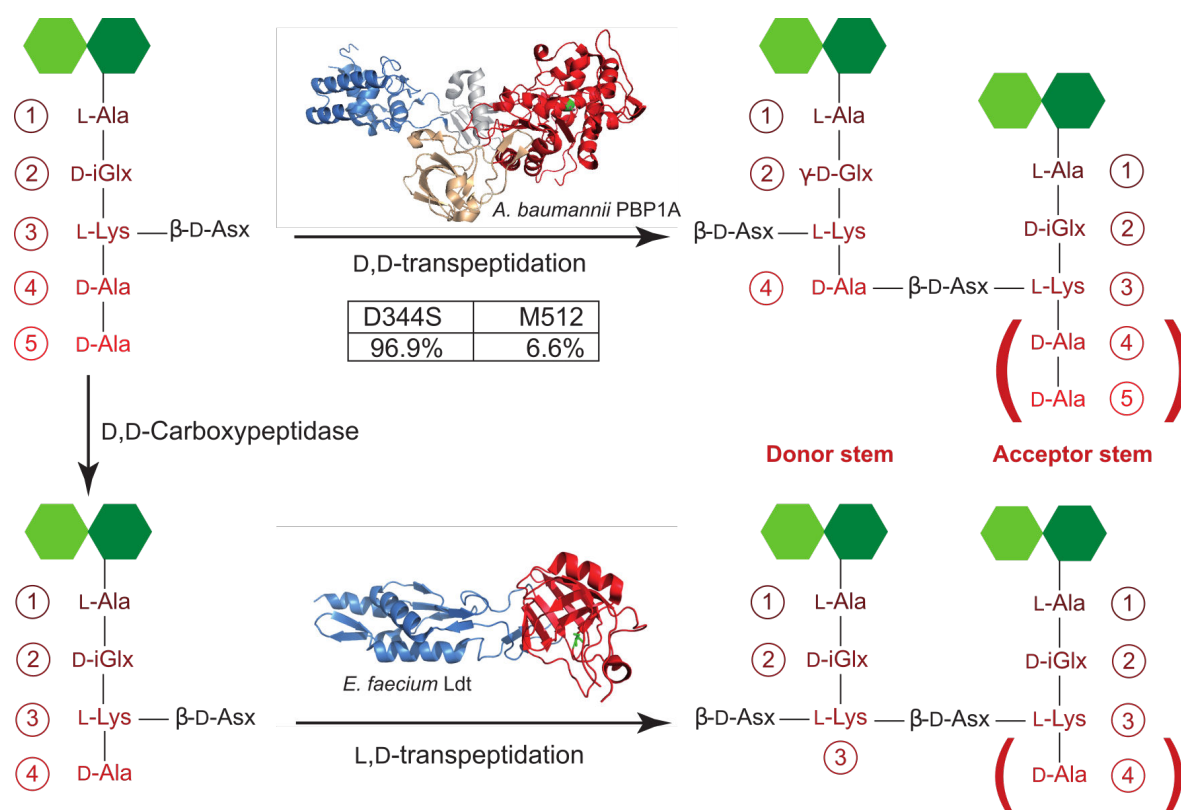 1 L-Ala
2 D-iGlx
3 L-Lys β-D-Asx
4 D-Ala
5 D-Ala
A. baumannii PBP1A
D,D-transpeptidation
D344S M512
96.9% 6.6%
1 L-Ala
2 γ-D-Glx
β-D-Asx L-Lys
4 D-Ala β-D-Asx L-Lys 3
L-Ala 1
D-iGlx 2
D-Ala 4
D-Ala 5
Donor stem
Acceptor stem
D,D-Carboxypeptidase
1 L-Ala
2 D-iGlx
3 L-Lys β-D-Asx
4 D-Ala
E. faecium Ldt
L,D-transpeptidation
1 L-Ala
2 D-iGlx
β-D-Asx L-Lys β-D-Asx L-Lys 3
3
L-Ala 1
D-iGlx 2
D-Ala 4